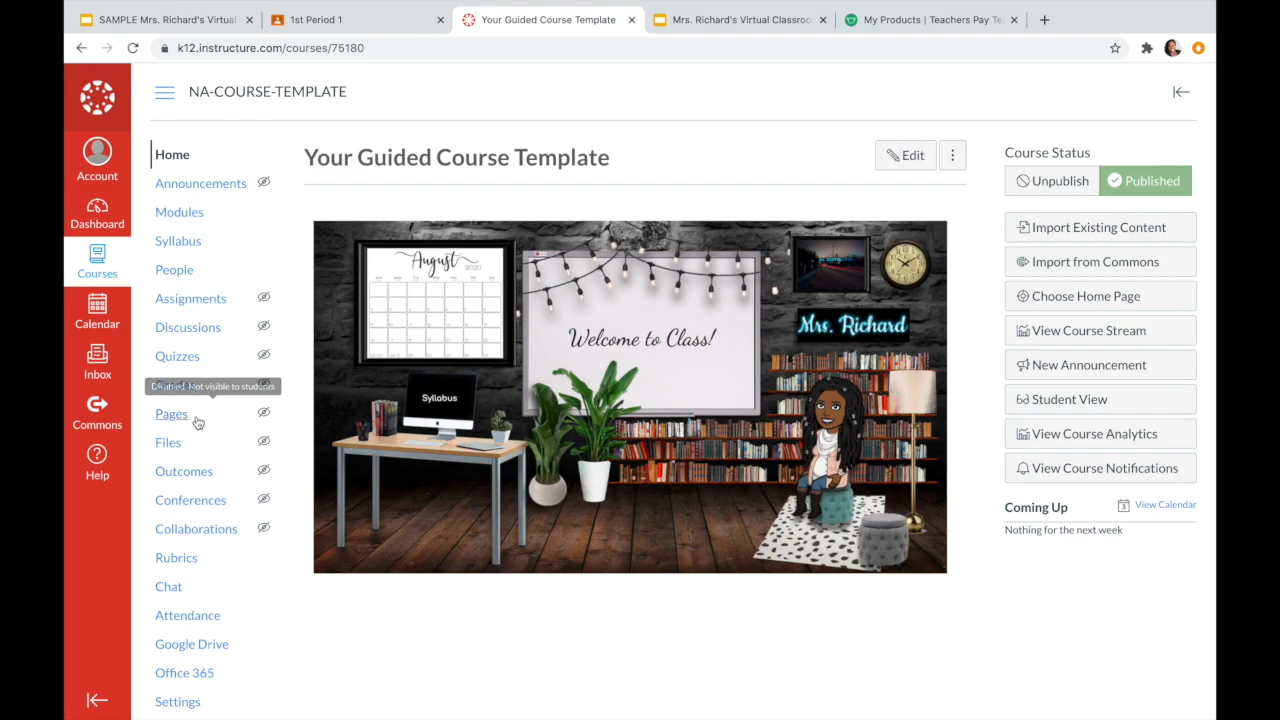 SAMPLE Mrs. Richard's Virtual
1st Period 1
Your Guided Course Template
Mrs. Richard's Virtual Classroo
My Products | Teachers Pay Te
k12.instructure.com/courses/75180
NA-COURSE-TEMPLATE
Account
Dashboard
Courses
Calendar
Inbox
Commons
Help
Home
Announcements
Modules
Syllabus
People
Assignments
Discussions
Quizzes
Disabled. Not visible to students
Pages
Files
Outcomes
Conferences
Collaborations
Rubrics
Chat
Attendance
Google Drive
Office 365
Settings
Your Guided Course Template
Edit
August
2020
Welcome to Class!
Mrs. Richard
Syllabus
Course Status
Unpublish
Published
Import Existing Content
Import from Commons
Choose Home Page
View Course Stream
New Announcement
Student View
View Course Analytics
View Course Notifications
Coming Up
View Calendar
Nothing for the next week